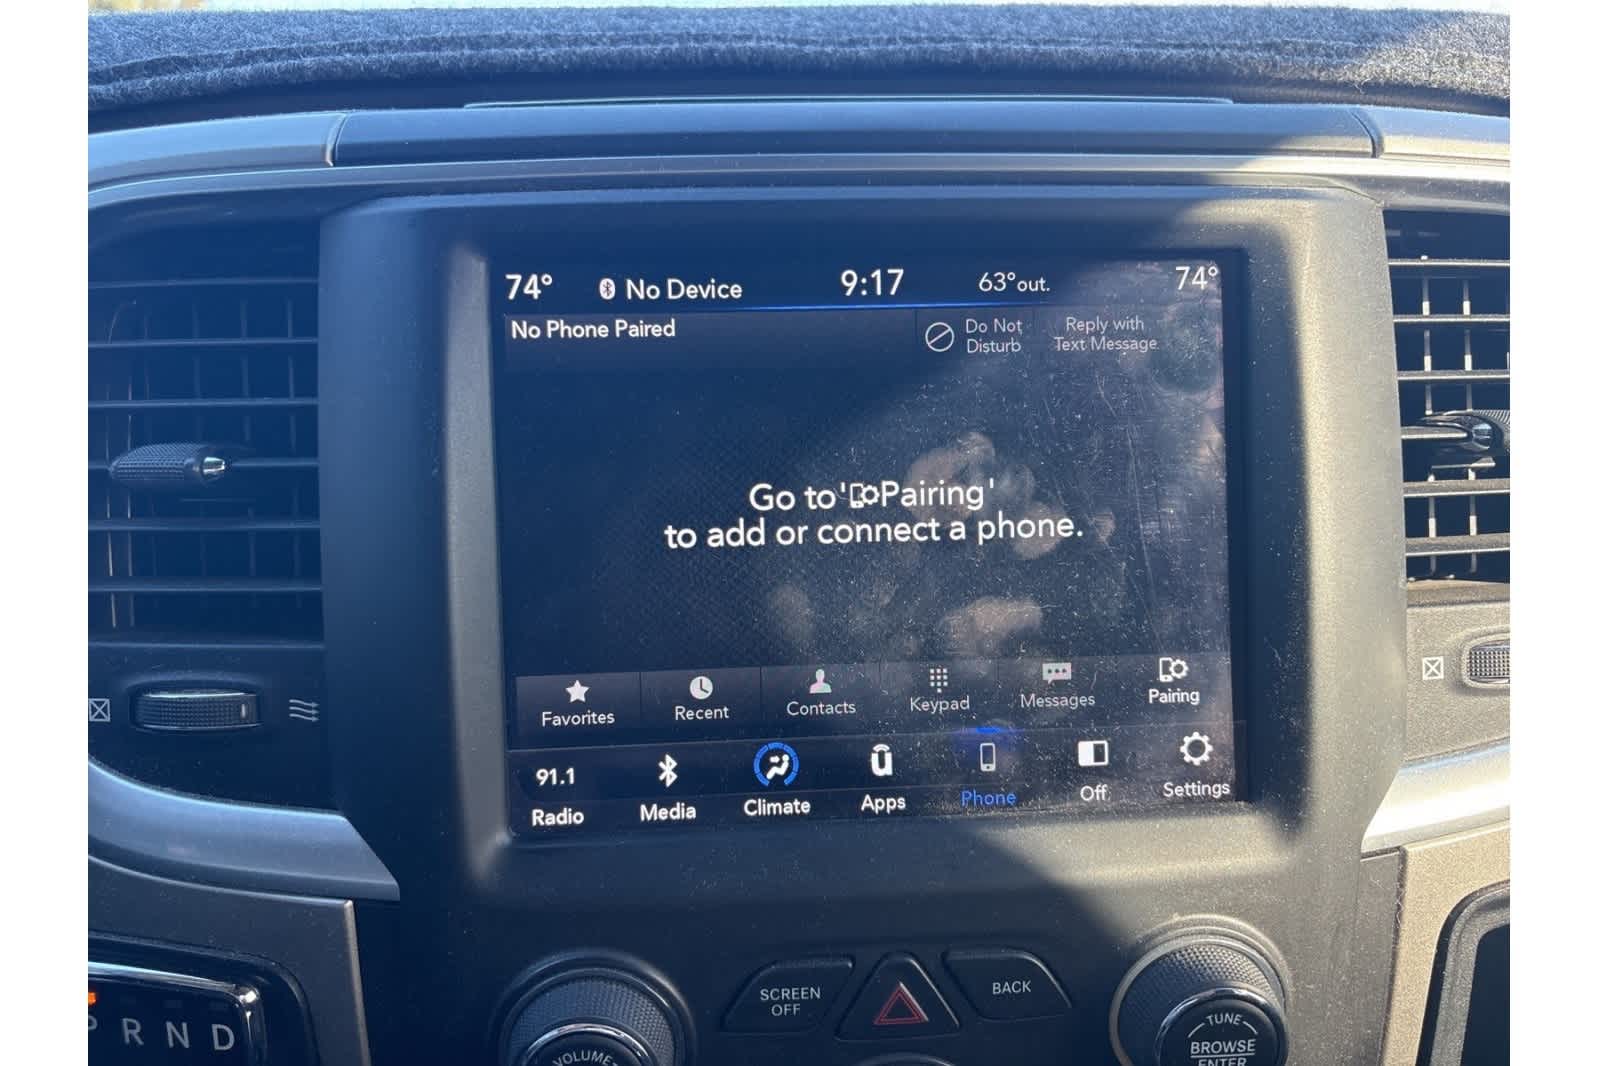 74° No Device 9:17 63°out. 74°
No Phone Paired
Do Not
Disturb
Reply with
Text Message
Go to 'Pairing'
to add or connect a phone.
Favorites Recent Contacts Keypad Messages Pairing
91.1
Radio Media Climate Apps Phone Off Settings
SCREEN
OFF
BACK
P R N D
VOLUME
TUNE
BROWSE
ENTER